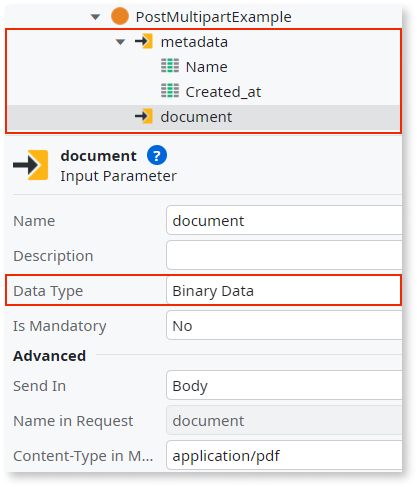 PostMultipartExample
metadata
Name
Created_at
document
document ?
Input Parameter
Name document
Description
Data Type Binary Data
Is Mandatory No
Advanced
Send In Body
Name in Request document
Content-Type in M... application/pdf